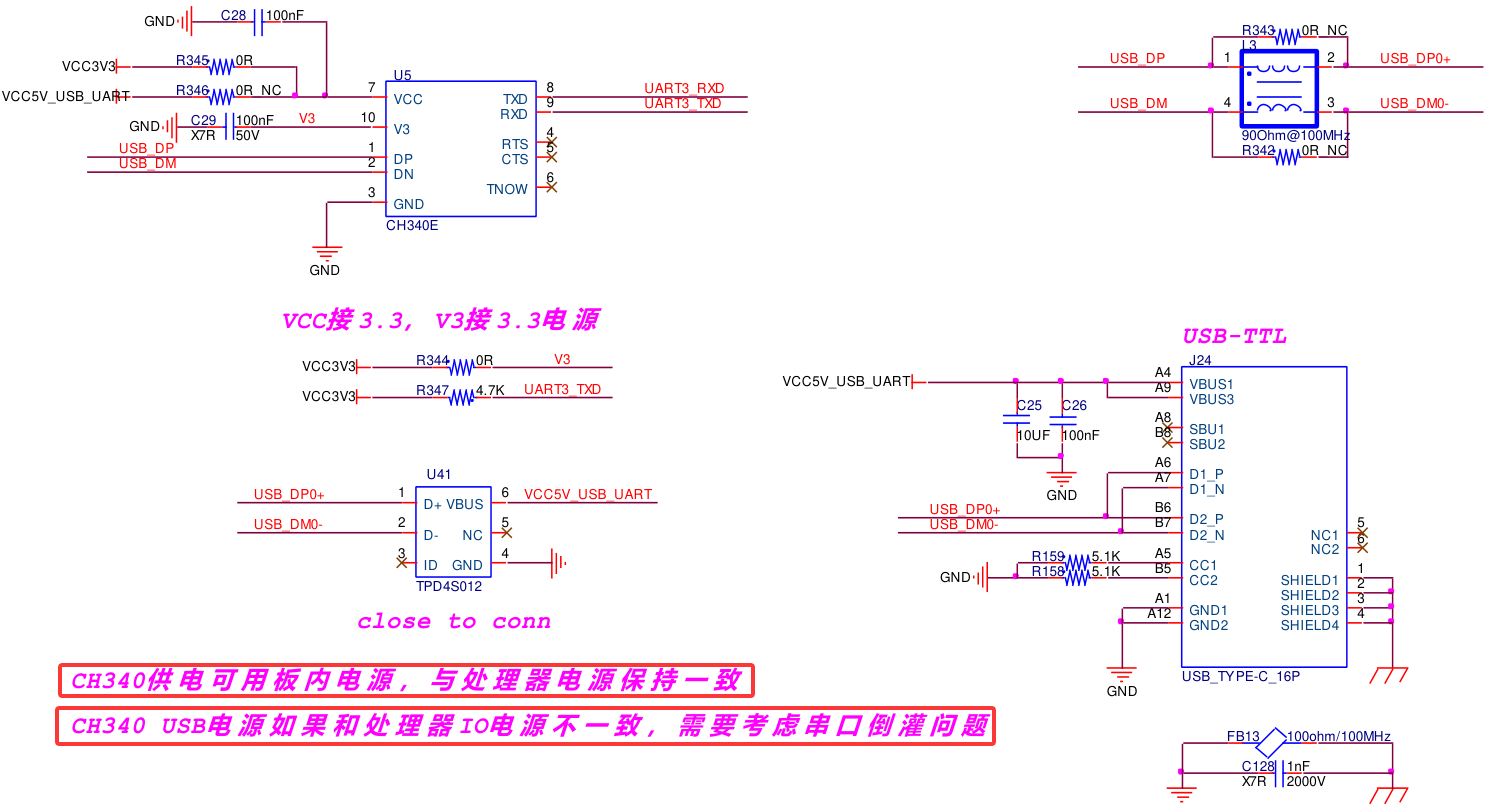 GND
C28
100nF
VCC3V3
R345
0R
VCC5V_USB_UART
R346
0R
NC
GND
C29
X7R
100nF
50V
V3
USB_DP
USB_DM
U5
7
VCC
10
V3
1
DP
2
DN
3
GND
CH340E
8
TXD
9
RXD
4
RTS
5
CTS
6
TNOW
UART3_RXD
UART3_TXD
GND
R343
0R
NC
L3
USB_DP
1
2
USB_DP0+
USB_DM
4
3
USB_DM0-
90Ohm@100MHz
R342
0R
NC
VCC接3.3, V3接3.3电源
VCC3V3
R344
0R
V3
VCC3V3
R347
4.7K
UART3_TXD
U41
USB_DP0+
1
D+
VBUS
6
VCC5V_USB_UART
USB_DM0-
2
D-
NC
5
3
ID
GND
4
TPD4S012
close to conn
USB-TTL
J24
VCC5V_USB_UART
C25
10UF
C26
100nF
GND
A4
VBUS1
A9
VBUS3
A8
SBU1
B8
SBU2
A6
D1_P
A7
D1_N
USB_DP0+
B6
D2_P
USB_DM0-
B7
D2_N
GND
R159
5.1K
A5
CC1
R158
5.1K
B5
CC2
A1
GND1
A12
GND2
GND
NC1
5
NC2
6
SHIELD1
1
SHIELD2
2
SHIELD3
3
SHIELD4
4
USB_TYPE-C_16P
CH340供电可用板内电源, 与处理器电源保持一致
CH340 USB电源如果和处理器IO电源不一致, 需要考虑串口倒灌问题
FB13
100ohm/100MHz
C128
X7R
1nF
2000V